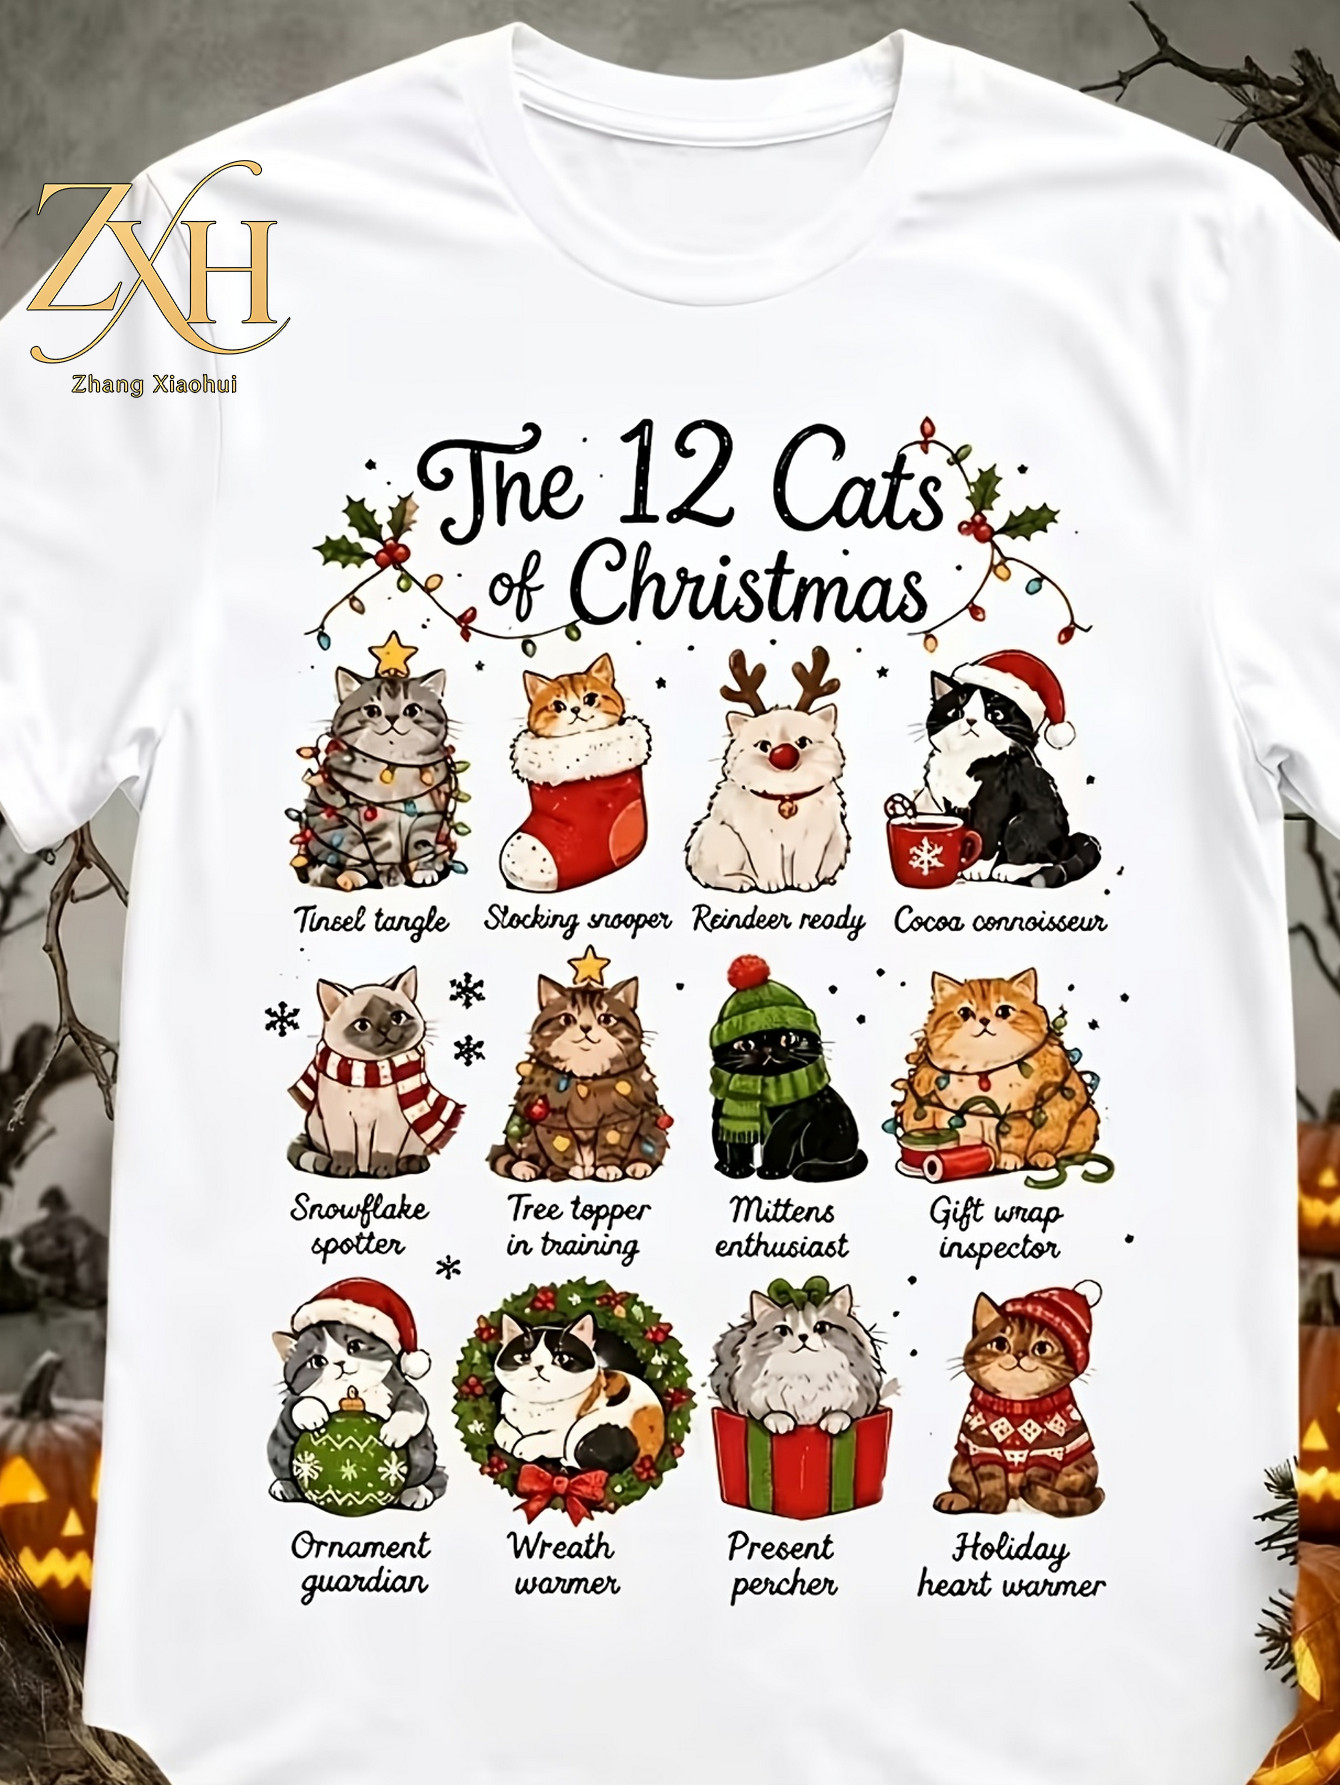 ZXH
Zhang Xiaohui
The 12 Cats
of Christmas
Tinsel tangle
Stocking snooper
Reindeer ready
Cocoa connoisseur
Snowflake
spotter
Tree topper
in training
Mittens
enthusiast
Gift wrap
inspector
Ornament
guardian
Wreath
warmer
Present
percher
Holiday
heart warmer